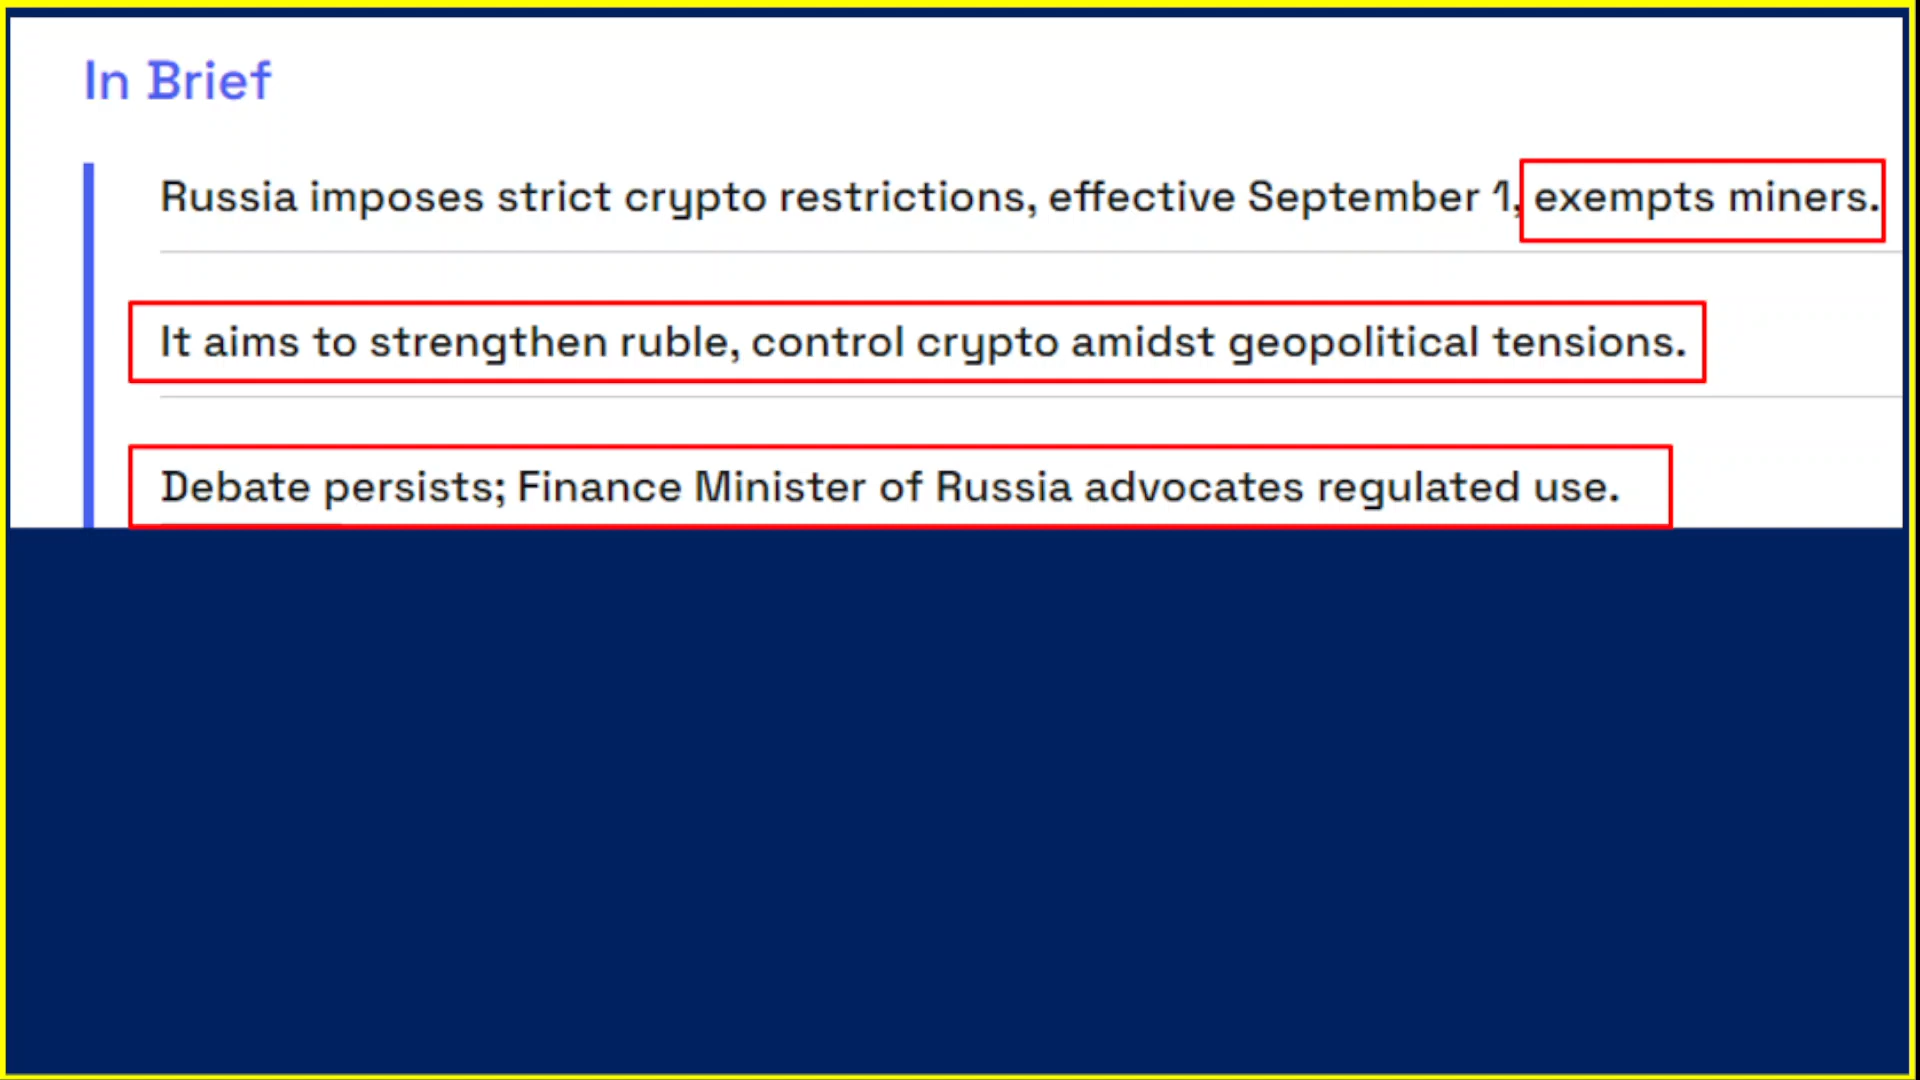 In Brief
Russia imposes strict crypto restrictions, effective September 1, exempts miners.
It aims to strengthen ruble, control crypto amidst geopolitical tensions.
Debate persists; Finance Minister of Russia advocates regulated use.